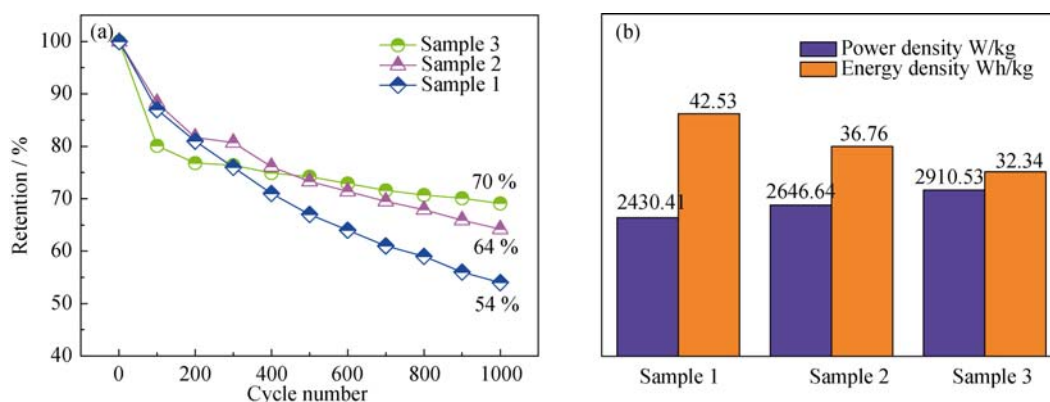 (a)
Sample 3
Sample 2
Sample 1
100
90
80
70
60
50
40
Retention / %
70 %
64 %
54 %
0 200 400 600 800 1000
Cycle number
(b)
Power density W/kg
Energy density Wh/kg
42.53
36.76
32.34
2430.41
2646.64
2910.53
Sample 1 Sample 2 Sample 3